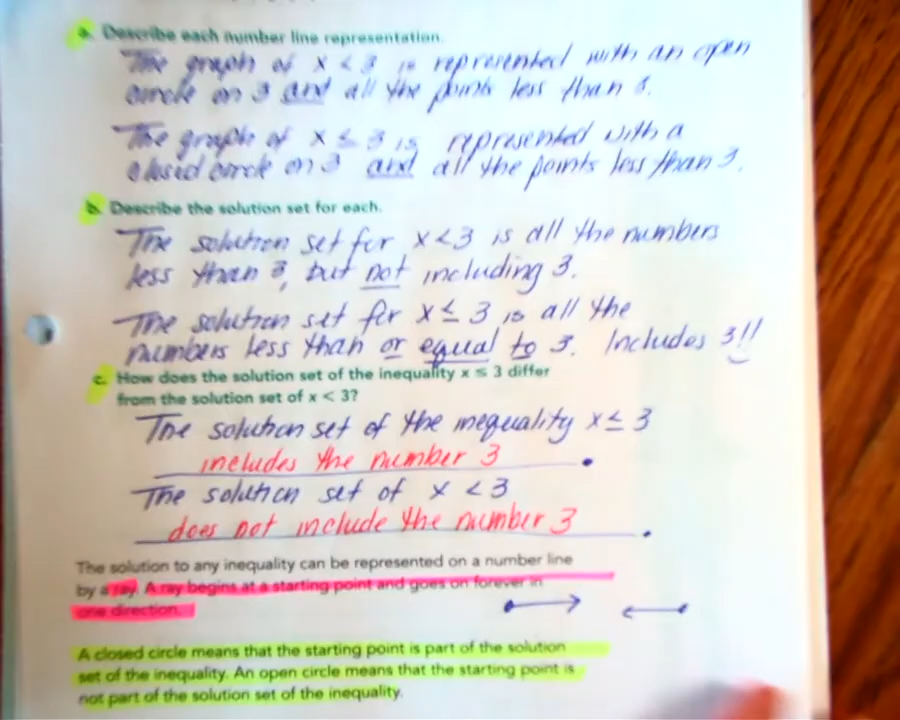 a. Describe each number line representation.
The graph of x < 3 is represented with an open
circle on 3 and all the points less than 3.
The graph of x ≤ 3 is represented with a
closed circle on 3 and all the points less than 3.
b. Describe the solution set for each.
The solution set for x < 3 is all the numbers
less than 3, but not including 3.
The solution set for x ≤ 3 is all the
numbers less than or equal to 3. Includes 3!!
c. How does the solution set of the inequality x ≤ 3 differ
from the solution set of x < 3?
The solution set of the inequality x ≤ 3
includes the number 3.
The solution set of x < 3
does not include the number 3.
The solution to any inequality can be represented on a number line
by a ray. A ray begins at a starting point and goes on forever in
one direction.
A closed circle means that the starting point is part of the solution
set of the inequality. An open circle means that the starting point is
not part of the solution set of the inequality.